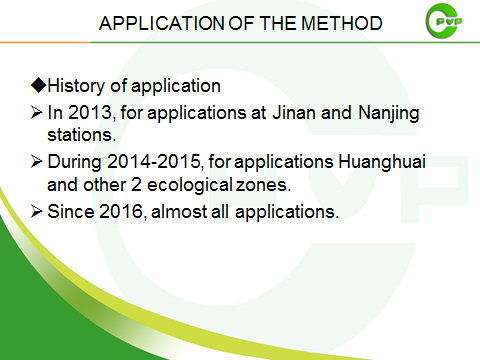 APPLICATION OF THE METHOD
PVP
◆History of application
➢ In 2013, for applications at Jinan and Nanjing
stations.
➢ During 2014-2015, for applications Huanghuai
and other 2 ecological zones.
➢ Since 2016, almost all applications.